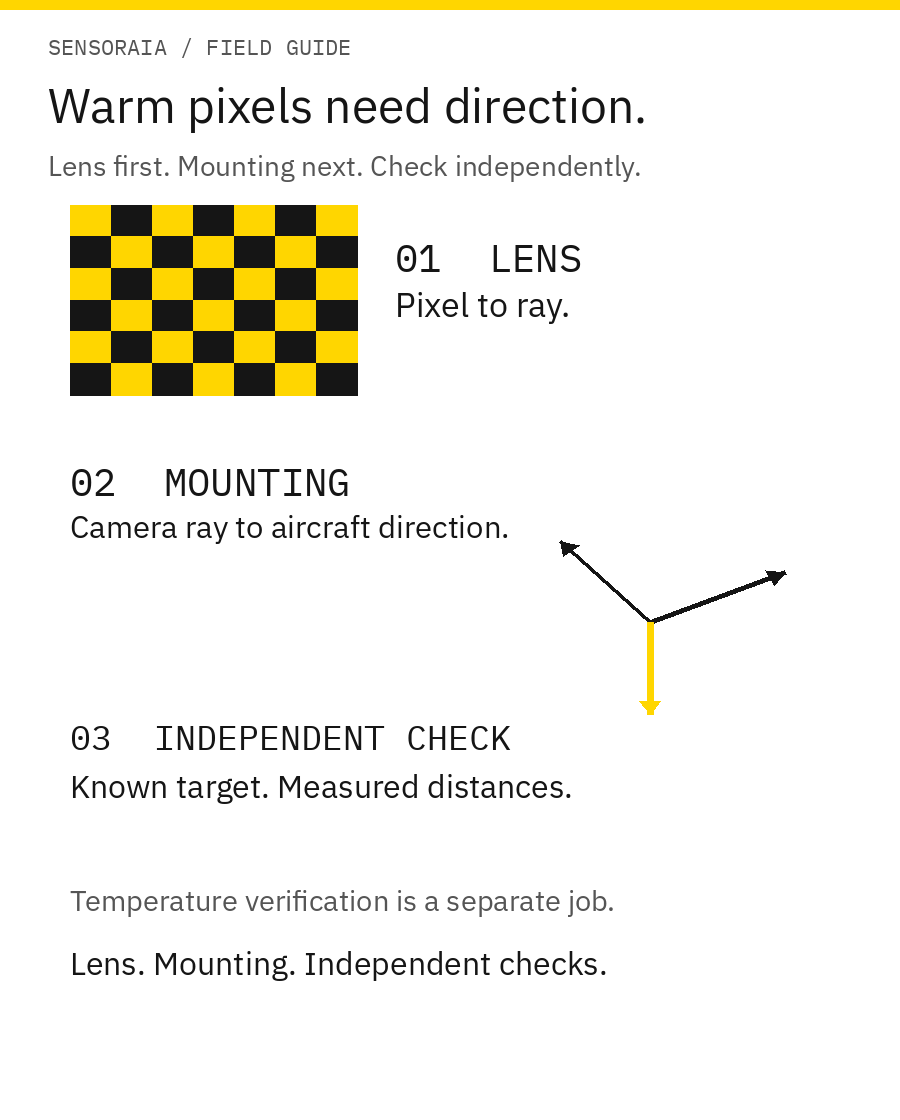 SENSORAIA / FIELD GUIDE
Warm pixels need direction.
Lens first. Mounting next. Check independently.
01 LENS
Pixel to ray.
02 MOUNTING
Camera ray to aircraft direction.
03 INDEPENDENT CHECK
Known target. Measured distances.
Temperature verification is a separate job.
Lens. Mounting. Independent checks.